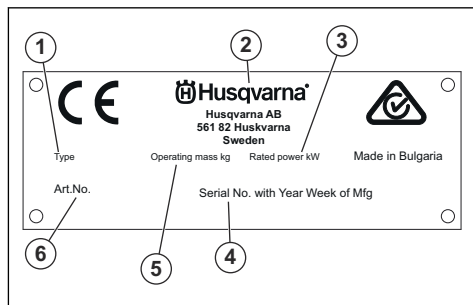 1
2
3
CE
Husqvarna
Husqvarna AB
561 82 Huskvarna
Sweden
Type
Operating mass kg
Rated power kW
Made in Bulgaria
Art.No.
Serial No. with Year Week of Mfg
6
5
4